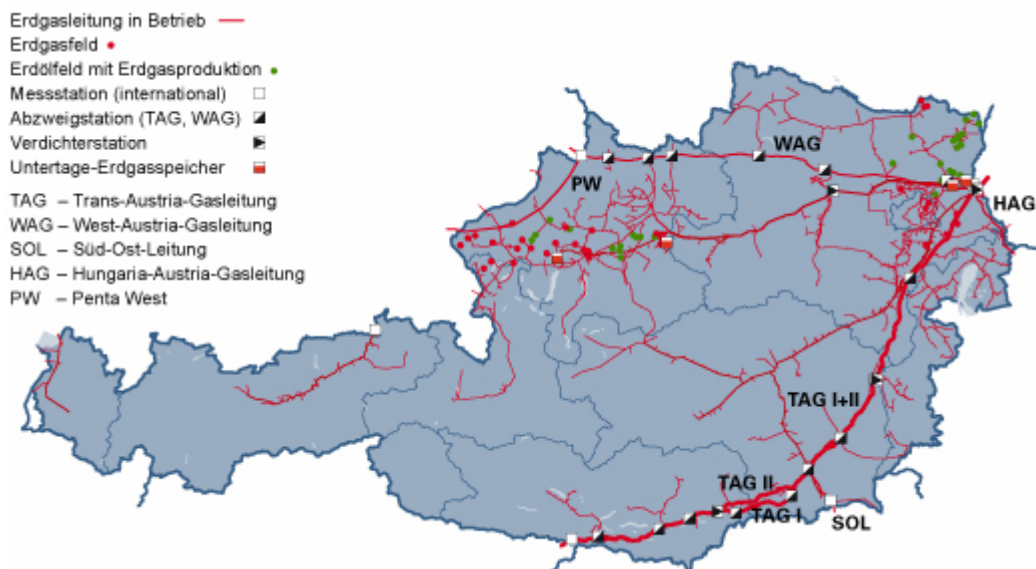 Erdgasleitung in Betrieb
Erdgasfeld
Erdölfeld mit Erdgasproduktion
Messstation (international)
Abzweigstation (TAG, WAG)
Verdichterstation
Untertage-Erdgasspeicher
TAG – Trans-Austria-Gasleitung
WAG – West-Austria-Gasleitung
SOL – Süd-Ost-Leitung
HAG – Hungaria-Austria-Gasleitung
PW – Penta West
WAG
PW
HAG
TAG I+II
TAG II
TAG I
SOL